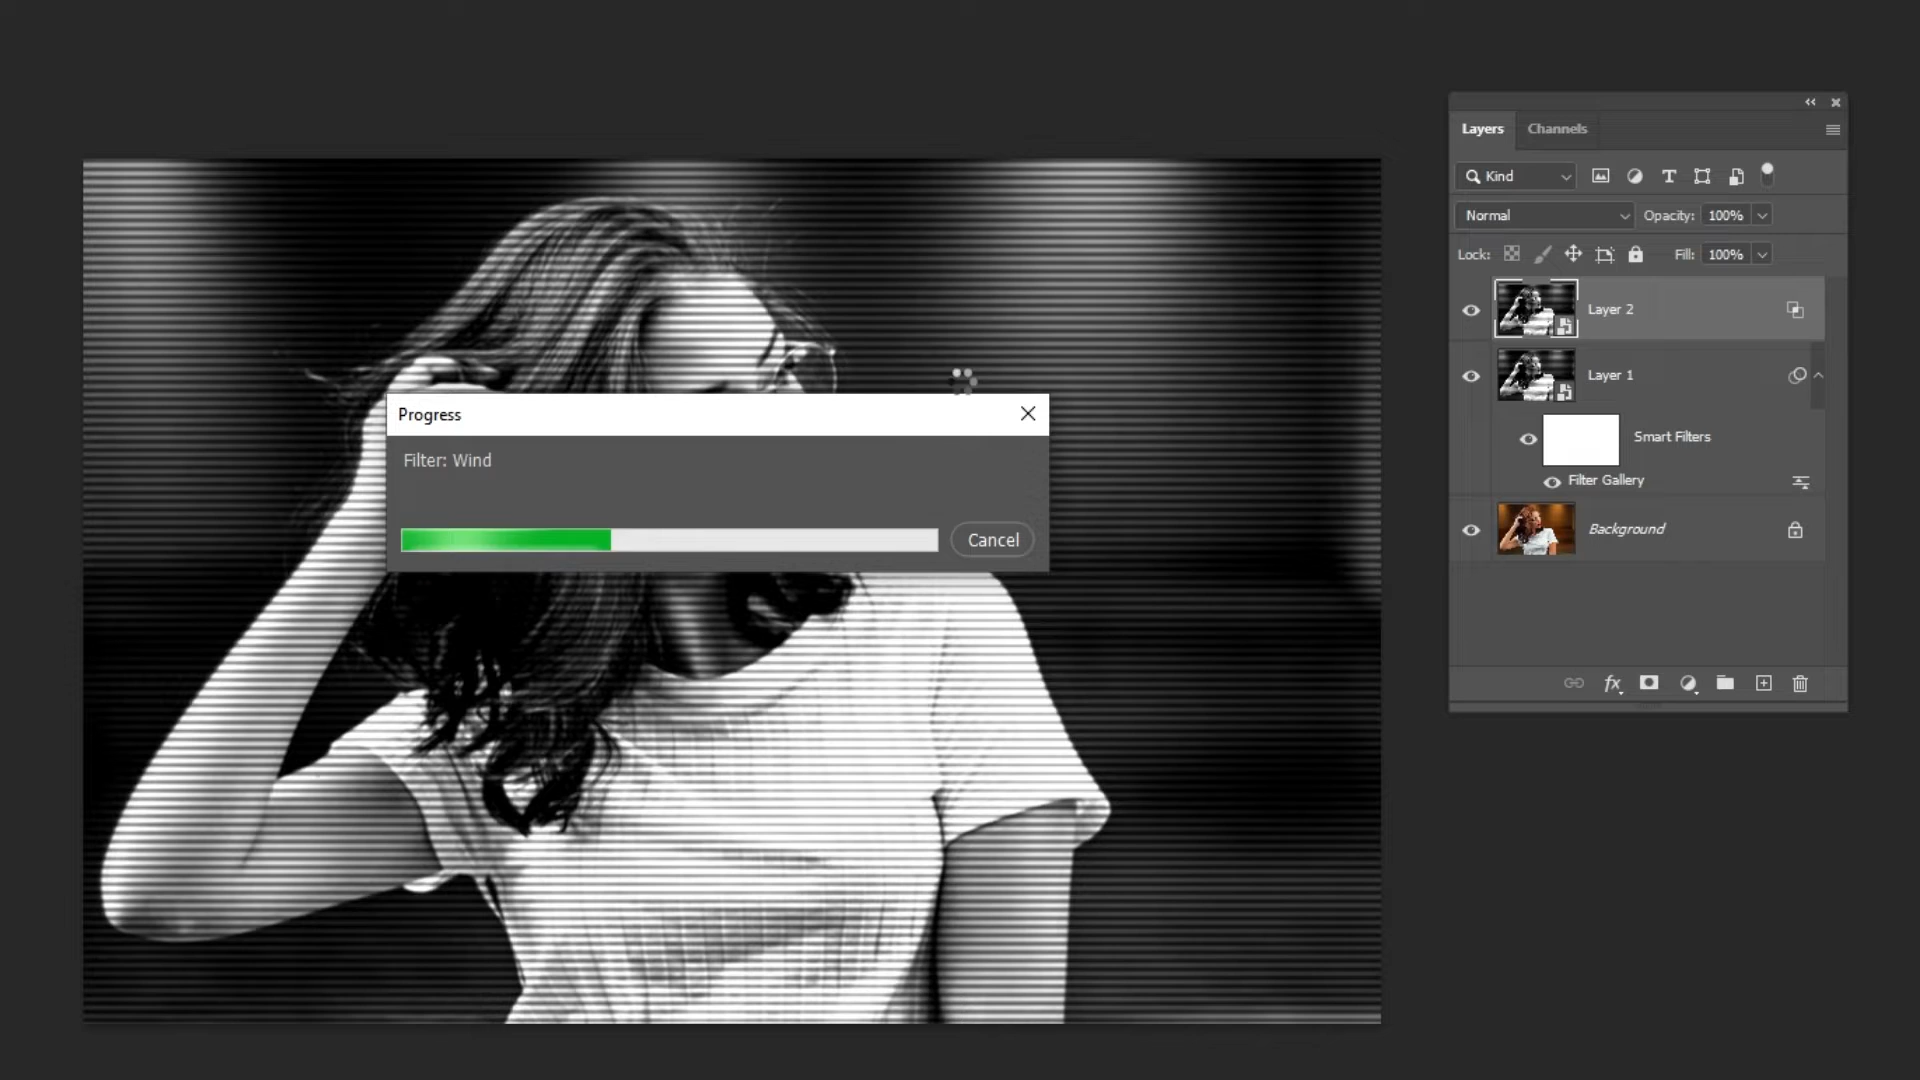 Layers Channels
Kind
Normal Opacity: 100%
Lock: Fill: 100%
Layer 2
Layer 1
Smart Filters
Filter Gallery
Background
Progress
Filter: Wind
Cancel